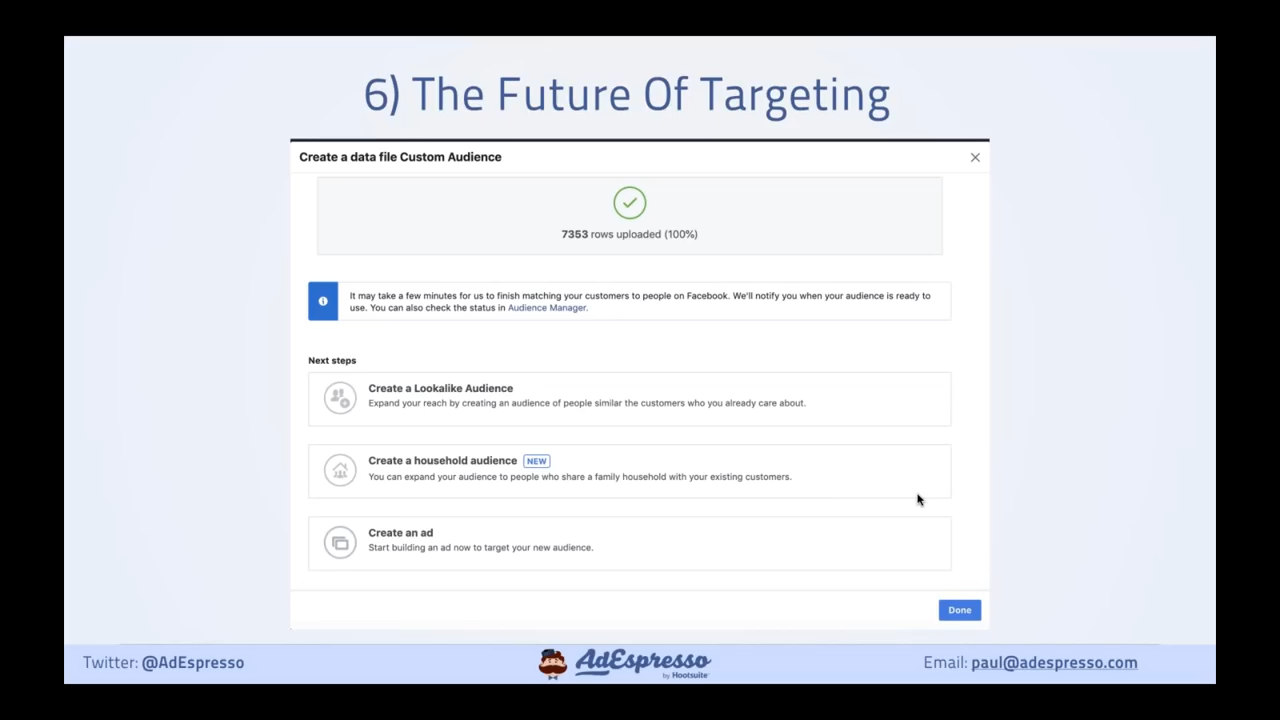 6) The Future Of Targeting
Create a data file Custom Audience
7353 rows uploaded (100%)
It may take a few minutes for us to finish matching your customers to people on Facebook. We'll notify you when your audience is ready to
use. You can also check the status in Audience Manager.
Next steps
Create a Lookalike Audience
Expand your reach by creating an audience of people similar the customers who you already care about.
Create a household audience NEW
You can expand your audience to people who share a family household with your existing customers.
Create an ad
Start building an ad now to target your new audience.
Done
Twitter: @AdEspresso
AdEspresso
by Hootsuite
Email: paul@adespresso.com